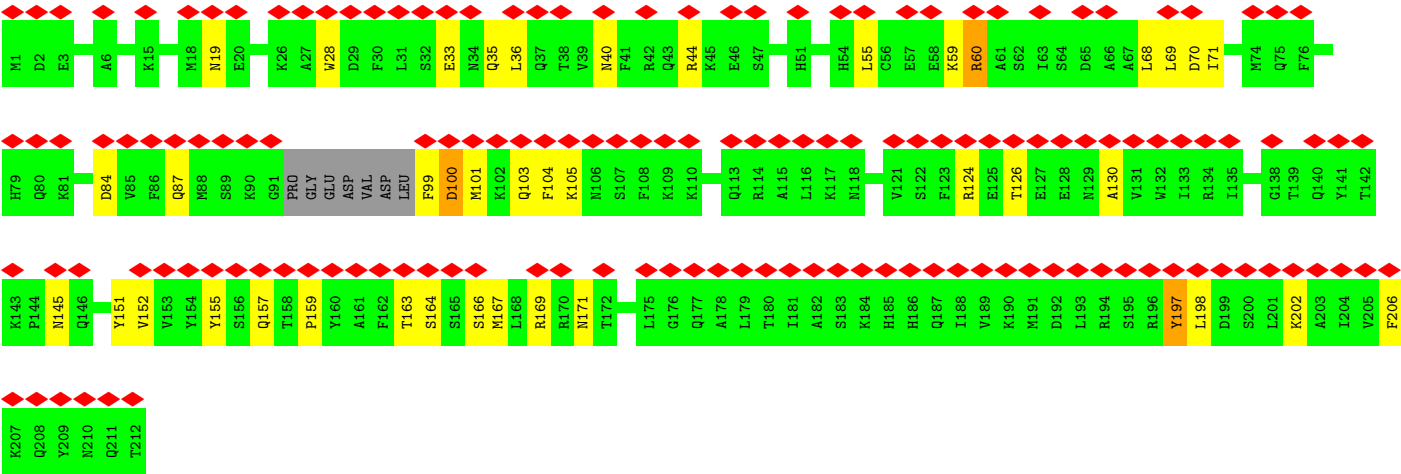 M1 D2 E3 A6 K15 M18 N19 E20 K26 A27 W28 D29 F30 L31 S32 E33 N34 Q35 L36 Q37 T38 V39 N40 F41 R42 Q43 R44 K45 E46 S47 H51 H54 L55 C56 E57 E58 K59 R60 A61 S62 I63 S64 D65 A66 A67 L68 L69 D70 I71 M74 Q75 F76
H79 Q80 K81 D84 V85 F86 Q87 M88 S89 K90 G91 PRO GLY GLU ASP VAL ASP LEU F99 D100 M101 K102 Q103 F104 K105 N106 S107 F108 K109 K110 Q113 R114 A115 L116 K117 N118 V121 S122 F123 R124 E125 T126 E127 E128 N129 A130 V131 W132 I133 R134 I135 G138 T139 Q140 Y141 T142
K143 P144 N145 Q146 Y151 V152 V153 Y154 Y155 S156 Q157 T158 P159 Y160 A161 F162 T163 S164 S165 S166 M167 L168 R169 R170 N171 T172 L175 G176 Q177 A178 L179 T180 I181 A182 S183 K184 H185 H186 Q187 I188 V189 K190 M191 D192 L193 R194 S195 R196 Y197 L198 D199 S200 L201 K202 A203 I204 V205 F206
K207 Q208 Y209 N210 Q211 T212